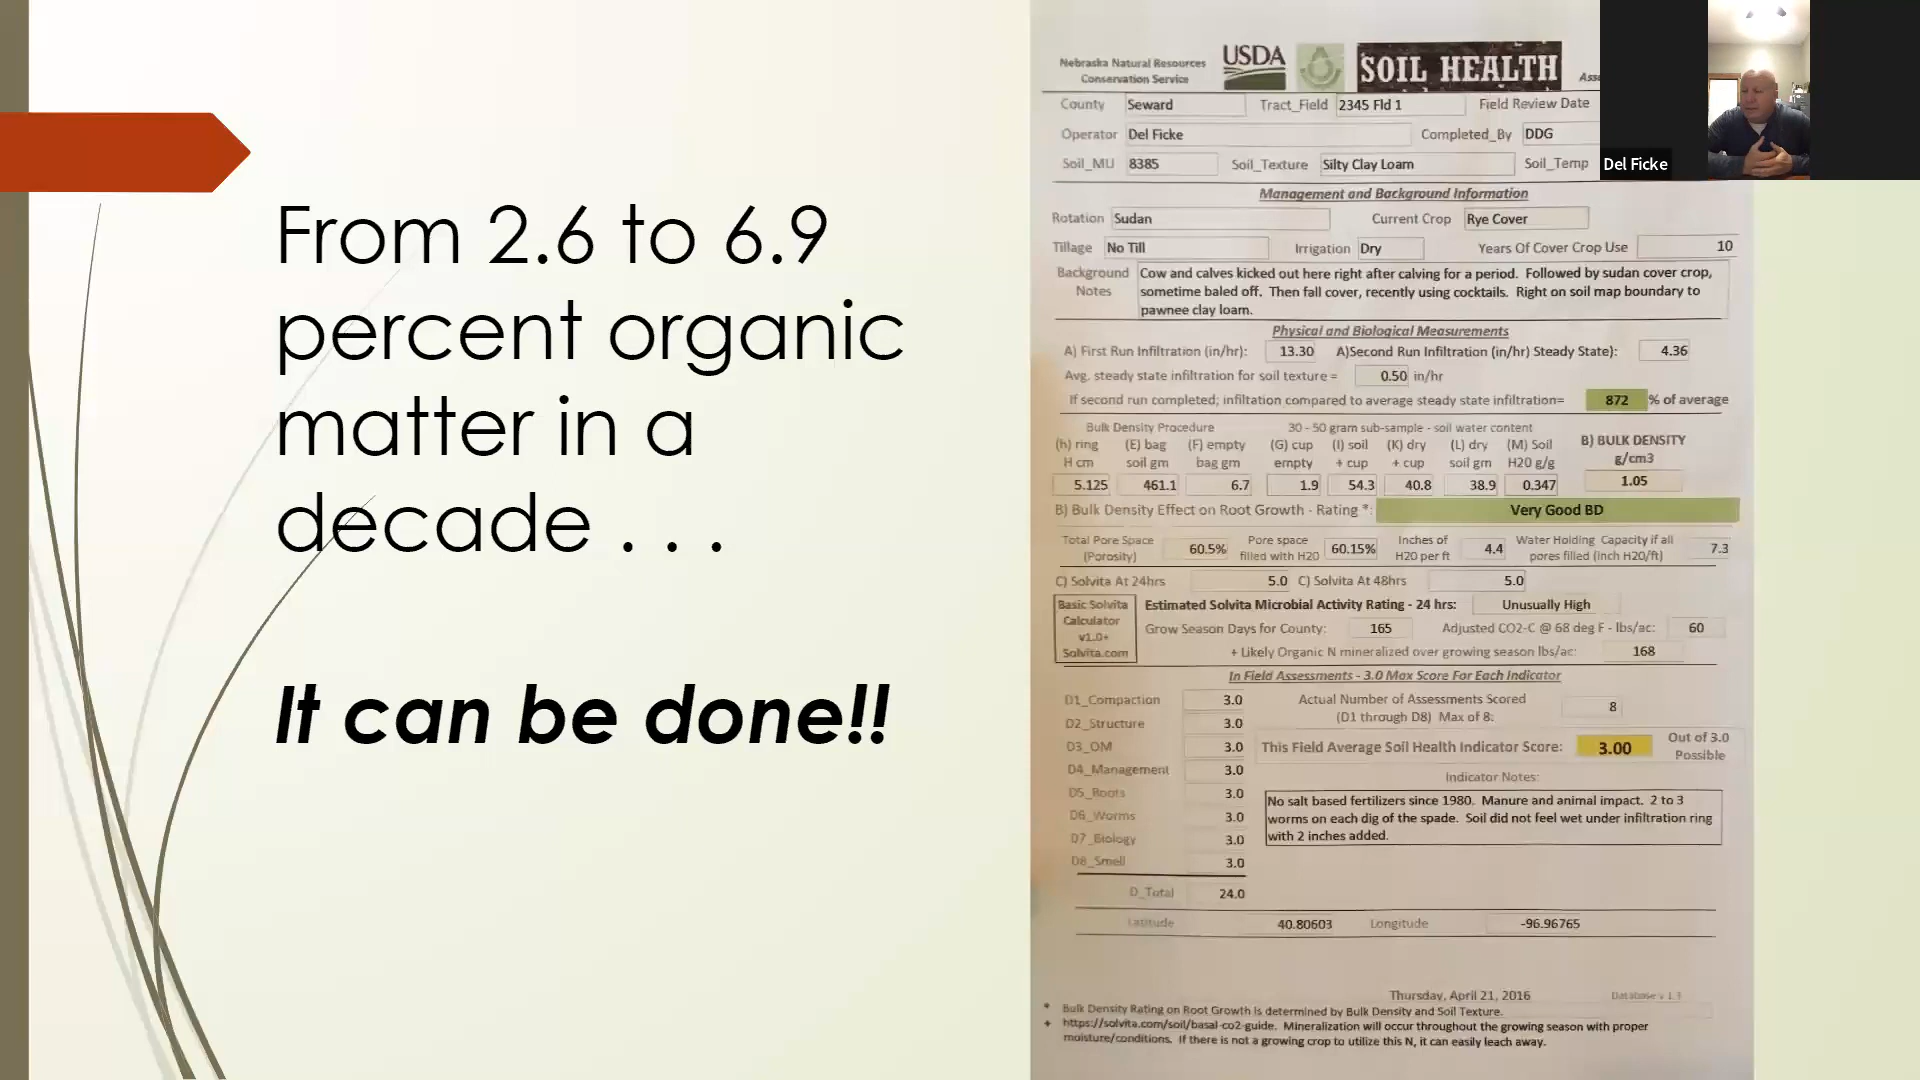 From 2.6 to 6.9
percent organic
matter in a
decade . . .
It can be done!!
Nebraska Natural Resources
Conservation Service
USDA
SOIL HEALTH
County Seward Tract_Field 2345 Fld 1 Field Review Date
Operator Del Ficke Completed_By DDG
Soil_MU 8385 Soil_Texture Silty Clay Loam Soil_Temp
Del Ficke
Management and Background Information
Rotation Sudan Current Crop Rye Cover
Tillage No Till Irrigation Dry Years Of Cover Crop Use 10
Background Notes
Cow and calves kicked out here right after calving for a period. Followed by sudan cover crop,
sometime baled off. Then fall cover, recently using cocktails. Right on soil map boundary to
pawnee clay loam.
Physical and Biological Measurements
A) First Run Infiltration (in/hr): 13.30 A)Second Run Infiltration (in/hr) Steady State): 4.36
Avg. steady state infiltration for soil texture = 0.50 in/hr
If second run completed; infiltation compared to average steady state infiltration= 872 % of average
Bulk Density Procedure 30 - 50 gram sub-sample - soil water content
(h) ring (E) bag (F) empty (G) cup (I) soil (K) dry (L) dry (M) Soil B) BULK DENSITY
H cm soil gm bag gm empty + cup + cup soil gm H20 g/g g/cm3
5.125 461.1 6.7 1.9 54.3 40.8 38.9 0.347 1.05
B) Bulk Density Effect on Root Growth - Rating *: Very Good BD
Total Pore Space Pore space Inches of Water Holding Capacity if all
(Porosity) 60.5% filled with H20 60.15% H20 per ft 4.4 pores filled (Inch H20/ft) 7.3
C) Solvita At 24hrs 5.0 C) Solvita At 48hrs 5.0
Basic Solvita
Calculator
v1.0+
Solvita.com
Estimated Solvita Microbial Activity Rating - 24 hrs: Unusually High
Grow Season Days for County: 165 Adjusted CO2-C @ 68 deg F - lbs/ac: 60
+ Likely Organic N mineralized over growing season lbs/ac: 168
In Field Assessments - 3.0 Max Score For Each Indicator
D1_Compaction 3.0
D2_Structure 3.0
D3_OM 3.0
D4_Management 3.0
D5_Roots 3.0
D6_Worms 3.0
D7_Biology 3.0
D8_Smell 3.0
D_Total 24.0
Actual Number of Assessments Scored
(D1 through D8) Max of 8: 8
This Field Average Soil Health Indicator Score: 3.00 Out of 3.0
Possible
Indicator Notes:
No salt based fertilizers since 1980. Manure and animal impact. 2 to 3
worms on each dig of the spade. Soil did not feel wet under infiltration ring
with 2 inches added.
Latitude 40.80603 Longitude -96.96765
Thursday, April 21, 2016 Database v 1.3
* Bulk Density Rating on Root Growth is determined by Bulk Density and Soil Texture.
+ https://solvita.com/soil/basal-co2-guide. Mineralization will occur throughout the growing season with proper
moisture/conditions. If there is not a growing crop to utilize this N, it can easily leach away.